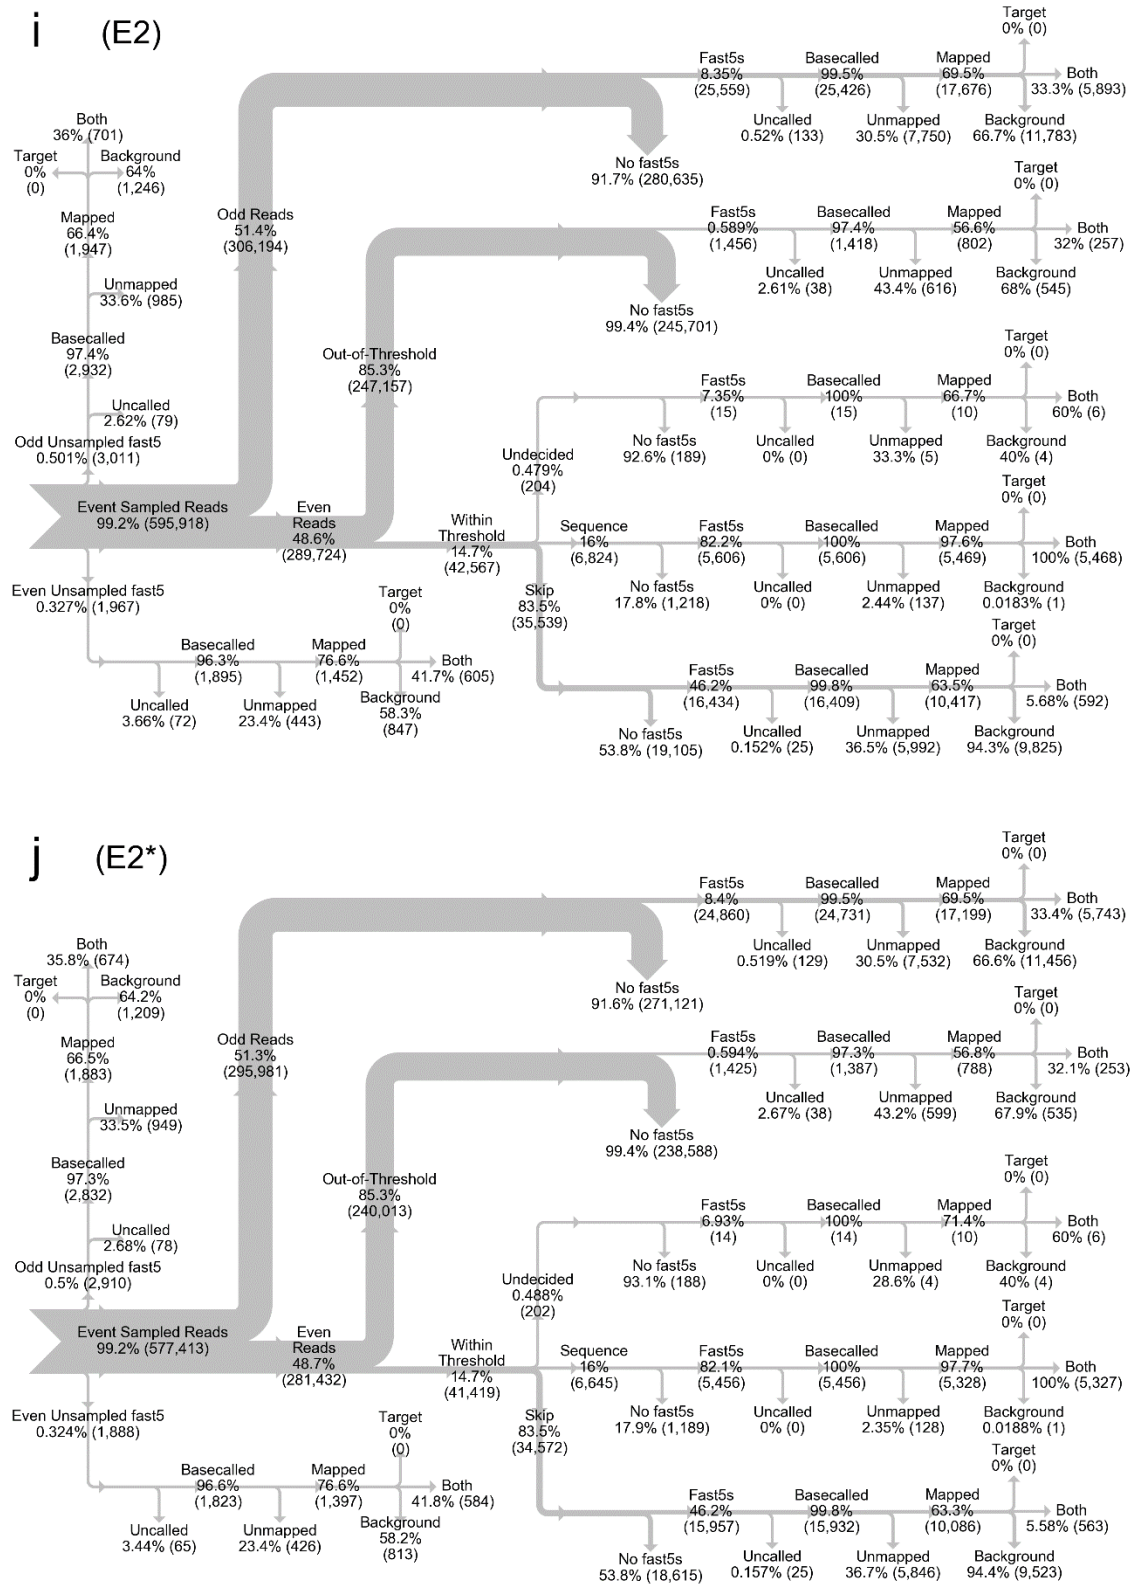 i (E2)
Target
0% (0)
Fast5s
8.35%
(25,559)
Basecalled
99.5%
(25,426)
Mapped
69.5%
(17,676)
Both
33.3% (5,893)
Uncalled
0.52% (133)
Unmapped
30.5% (7,750)
Background
66.7% (11,783)
No fast5s
91.7% (280,635)
Both
36% (701)
Target
0%
(0)
Background
64%
(1,246)
Mapped
66.4%
(1,947)
Unmapped
33.6% (985)
Basecalled
97.4%
(2,932)
Uncalled
2.62% (79)
Odd Unsampled fast5
0.501% (3,011)
Odd Reads
51.4%
(306,194)
Target
0% (0)
Fast5s
0.589%
(1,456)
Basecalled
97.4%
(1,418)
Mapped
56.6%
(802)
Both
32% (257)
Uncalled
2.61% (38)
Unmapped
43.4% (616)
Background
68% (545)
No fast5s
99.4% (245,701)
Out-of-Threshold
85.3%
(247,157)
Target
0% (0)
Fast5s
7.35%
(15)
Basecalled
100%
(15)
Mapped
66.7%
(10)
Both
60% (6)
No fast5s
92.6% (189)
Uncalled
0% (0)
Unmapped
33.3% (5)
Background
40% (4)
Undecided
0.479%
(204)
Target
0% (0)
Event Sampled Reads
99.2% (595,918)
Even
Reads
48.6%
(289,724)
Within
Threshold
14.7%
(42,567)
Sequence
16%
(6,824)
Fast5s
82.2%
(5,606)
Basecalled
100%
(5,606)
Mapped
97.6%
(5,469)
Both
100% (5,468)
No fast5s
17.8% (1,218)
Uncalled
0% (0)
Unmapped
2.44% (137)
Background
0.0183% (1)
Even Unsampled fast5
0.327% (1,967)
Target
0%
(0)
Basecalled
96.3%
(1,895)
Mapped
76.6%
(1,452)
Both
41.7% (605)
Uncalled
3.66% (72)
Unmapped
23.4% (443)
Background
58.3%
(847)
Skip
83.5%
(35,539)
Target
0% (0)
Fast5s
46.2%
(16,434)
Basecalled
99.8%
(16,409)
Mapped
63.5%
(10,417)
Both
5.68% (592)
No fast5s
53.8% (19,105)
Uncalled
0.152% (25)
Unmapped
36.5% (5,992)
Background
94.3% (9,825)
j (E2*)
Target
0% (0)
Fast5s
8.4%
(24,860)
Basecalled
99.5%
(24,731)
Mapped
69.5%
(17,199)
Both
33.4% (5,743)
Uncalled
0.519% (129)
Unmapped
30.5% (7,532)
Background
66.6% (11,456)
No fast5s
91.6% (271,121)
Both
35.8% (674)
Target
0%
(0)
Background
64.2%
(1,209)
Mapped
66.5%
(1,883)
Unmapped
33.5% (949)
Basecalled
97.3%
(2,832)
Uncalled
2.68% (78)
Odd Unsampled fast5
0.5% (2,910)
Odd Reads
51.3%
(295,981)
Target
0% (0)
Fast5s
0.594%
(1,425)
Basecalled
97.3%
(1,387)
Mapped
56.8%
(788)
Both
32.1% (253)
Uncalled
2.67% (38)
Unmapped
43.2% (599)
Background
67.9% (535)
No fast5s
99.4% (238,588)
Out-of-Threshold
85.3%
(240,013)
Target
0% (0)
Fast5s
6.93%
(14)
Basecalled
100%
(14)
Mapped
71.4%
(10)
Both
60% (6)
No fast5s
93.1% (188)
Uncalled
0% (0)
Unmapped
28.6% (4)
Background
40% (4)
Undecided
0.488%
(202)
Target
0% (0)
Event Sampled Reads
99.2% (577,413)
Even
Reads
48.7%
(281,432)
Within
Threshold
14.7%
(41,419)
Sequence
16%
(6,645)
Fast5s
82.1%
(5,456)
Basecalled
100%
(5,456)
Mapped
97.7%
(5,328)
Both
100% (5,327)
No fast5s
17.9% (1,189)
Uncalled
0% (0)
Unmapped
2.35% (128)
Background
0.0188% (1)
Even Unsampled fast5
0.324% (1,888)
Target
0%
(0)
Basecalled
96.6%
(1,823)
Mapped
76.6%
(1,397)
Both
41.8% (584)
Uncalled
3.44% (65)
Unmapped
23.4% (426)
Background
58.2%
(813)
Skip
83.5%
(34,572)
Target
0% (0)
Fast5s
46.2%
(15,957)
Basecalled
99.8%
(15,932)
Mapped
63.3%
(10,086)
Both
5.58% (563)
No fast5s
53.8% (18,615)
Uncalled
0.157% (25)
Unmapped
36.7% (5,846)
Background
94.4% (9,523)